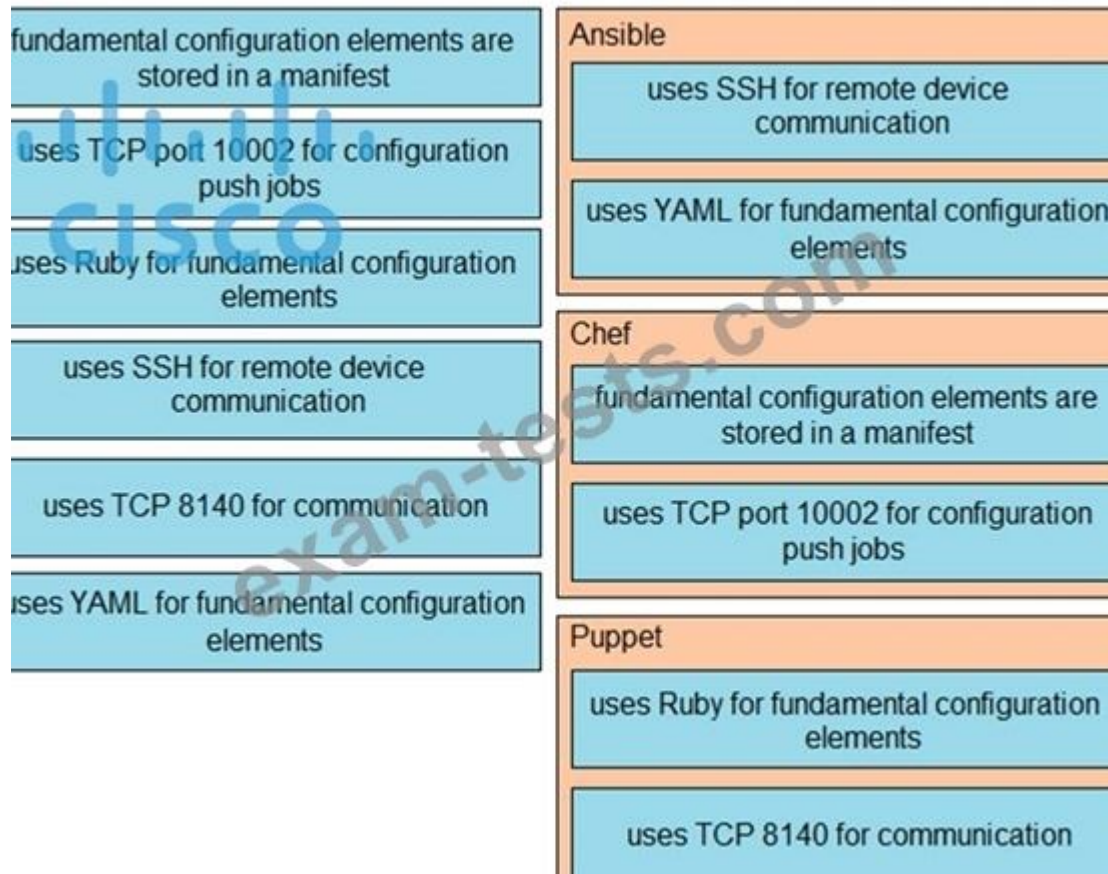 fundamental configuration elements are
stored in a manifest
uses TCP port 10002 for configuration
push jobs
CISCO
uses Ruby for fundamental configuration
elements
uses SSH for remote device
communication
uses TCP 8140 for communication
uses YAML for fundamental configuration
elements
Ansible
uses SSH for remote device
communication
uses YAML for fundamental configuration
elements
Chef
fundamental configuration elements are
stored in a manifest
uses TCP port 10002 for configuration
push jobs
Puppet
uses Ruby for fundamental configuration
elements
uses TCP 8140 for communication
exam-tests.com